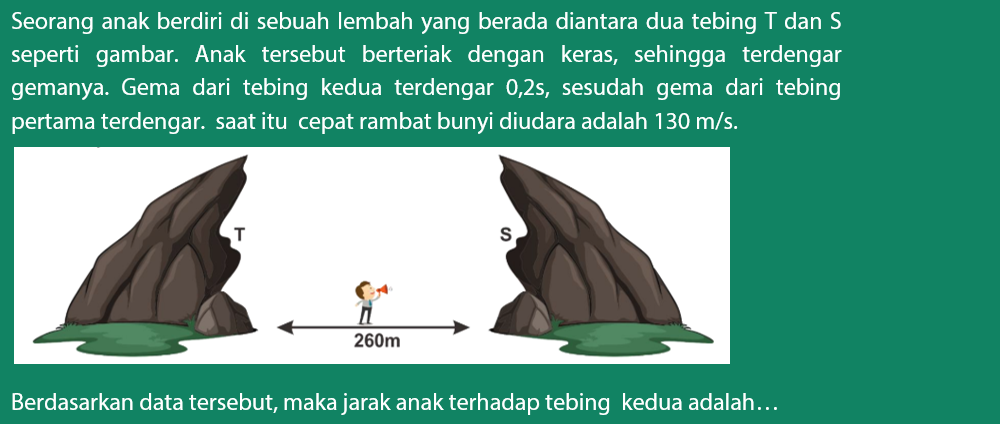 Seorang anak berdiri di sebuah lembah yang berada diantara dua tebing T dan S
seperti gambar. Anak tersebut berteriak dengan keras, sehingga terdengar
gemanya. Gema dari tebing kedua terdengar 0,2s, sesudah gema dari tebing
pertama terdengar. saat itu cepat rambat bunyi diudara adalah 130 m/s.
T
S
260m
Berdasarkan data tersebut, maka jarak anak terhadap tebing kedua adalah…